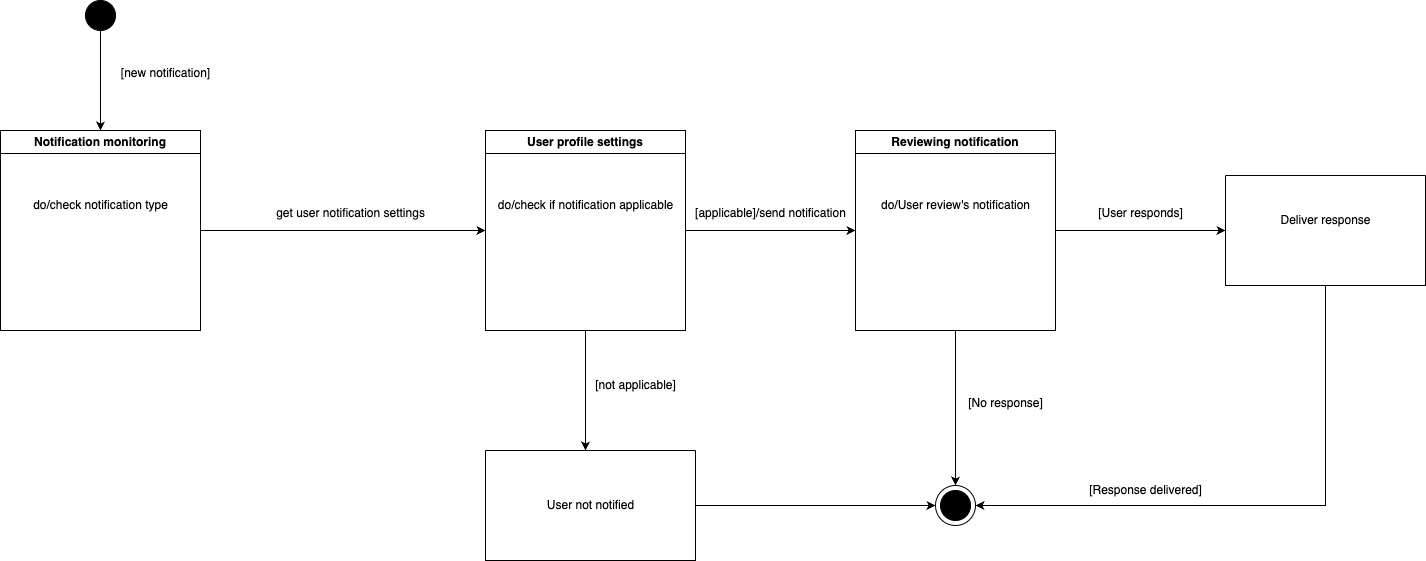 [new notification]
Notification monitoring
do/check notification type
get user notification settings
User profile settings
do/check if notification applicable
[applicable]/send notification
Reviewing notification
do/User review's notification
[User responds]
Deliver response
[not applicable]
[No response]
User not notified
[Response delivered]